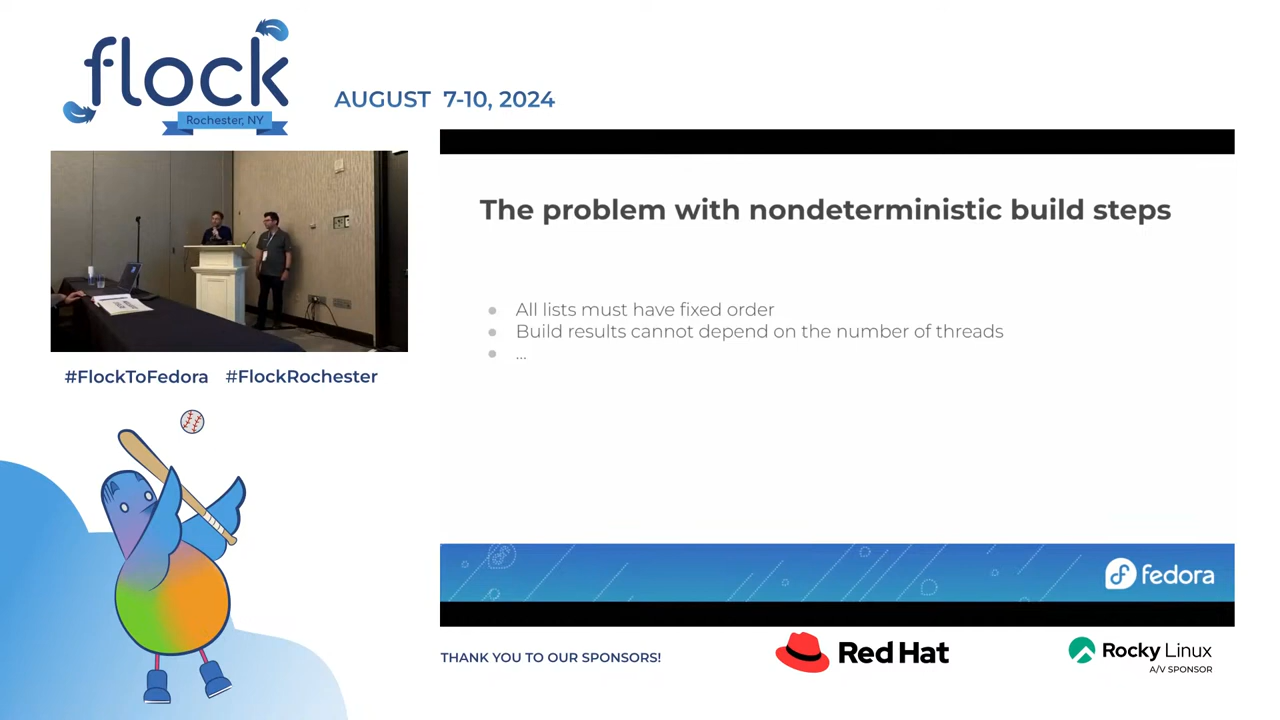 flock
Rochester, NY
AUGUST 7-10, 2024
The problem with nondeterministic build steps
All lists must have fixed order
Build results cannot depend on the number of threads
...
#FlockToFedora #FlockRochester
fedora
THANK YOU TO OUR SPONSORS!
Red Hat
Rocky Linux
A/V SPONSOR